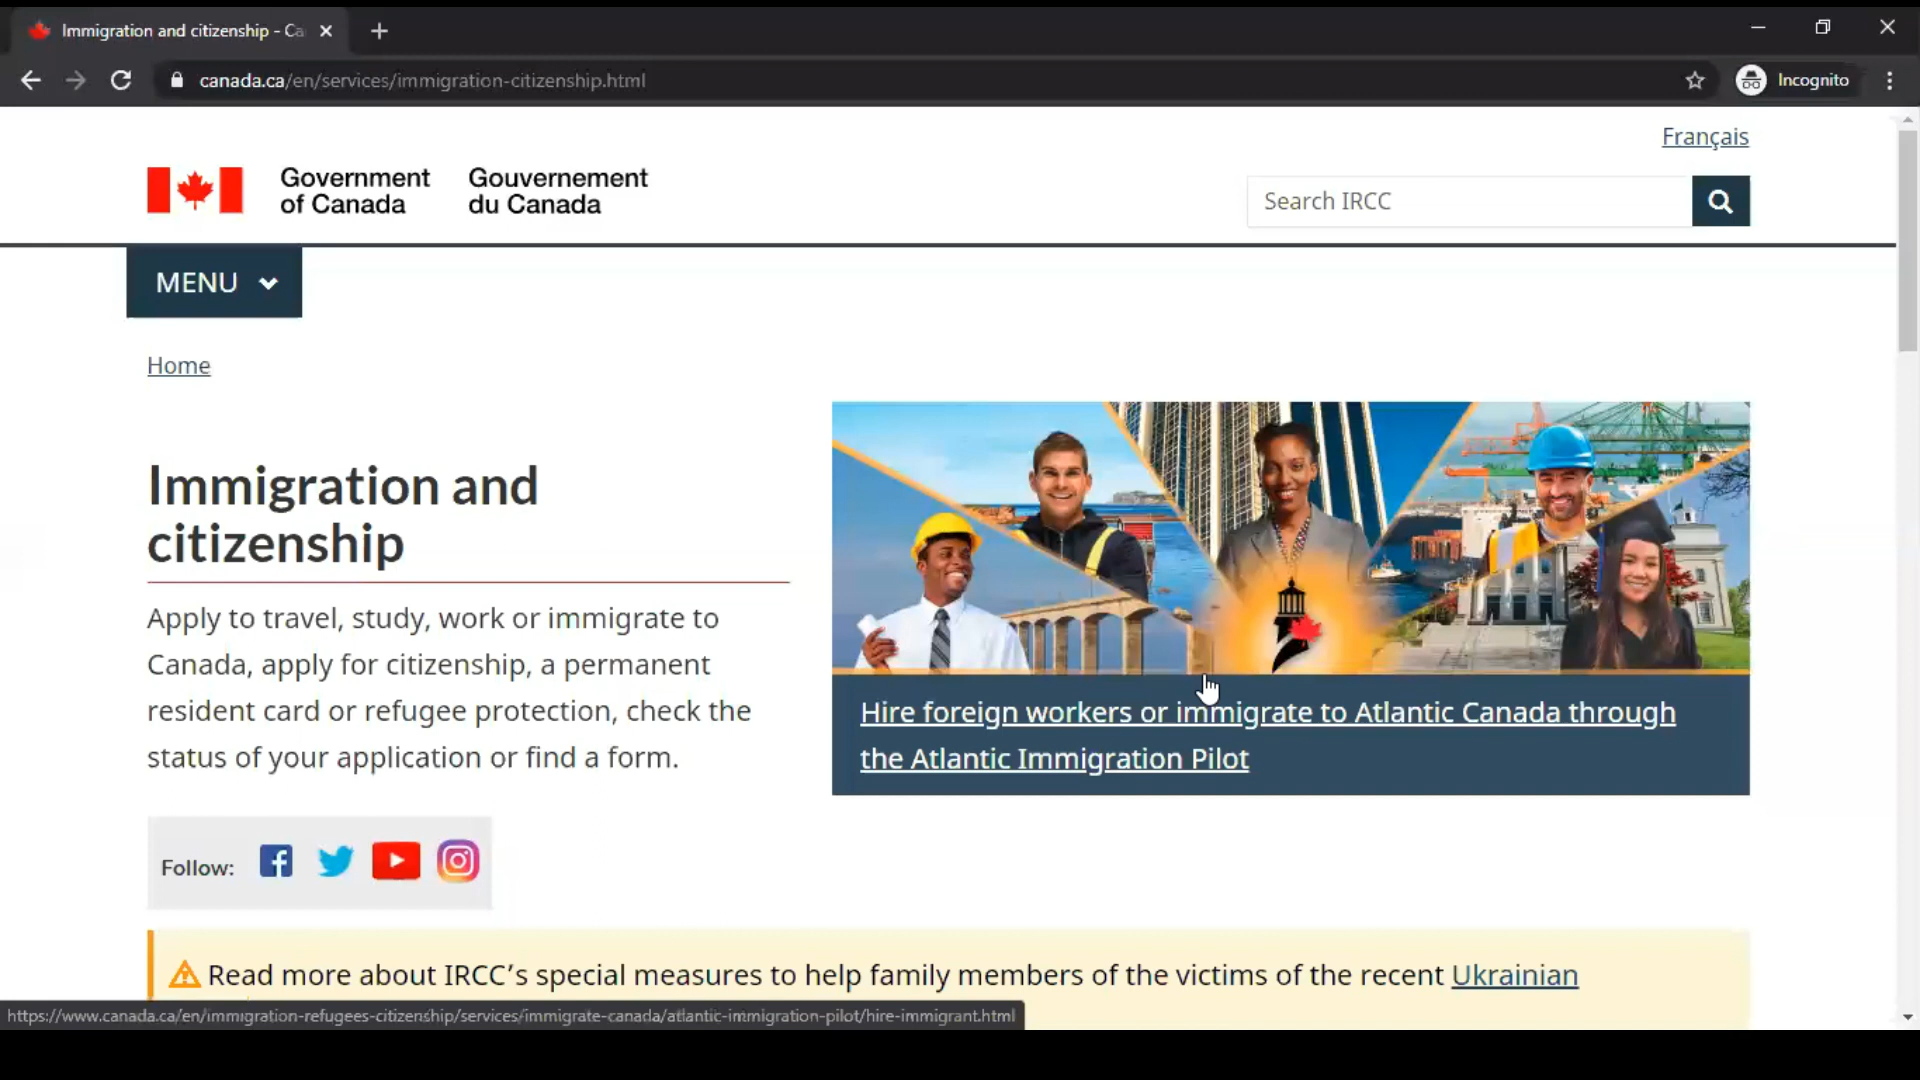 Immigration and citizenship - Ca
canada.ca/en/services/immigration-citizenship.html
Incognito
Français
Government of Canada
Gouvernement du Canada
Search IRCC
MENU
Home
Immigration and
citizenship
Apply to travel, study, work or immigrate to
Canada, apply for citizenship, a permanent
resident card or refugee protection, check the
status of your application or find a form.
Hire foreign workers or immigrate to Atlantic Canada through
the Atlantic Immigration Pilot
Follow:
Read more about IRCC’s special measures to help family members of the victims of the recent Ukrainian
https://www.canada.ca/en/immigration-refugees-citizenship/services/immigrate-canada/atlantic-immigration-pilot/hire-immigrant.html